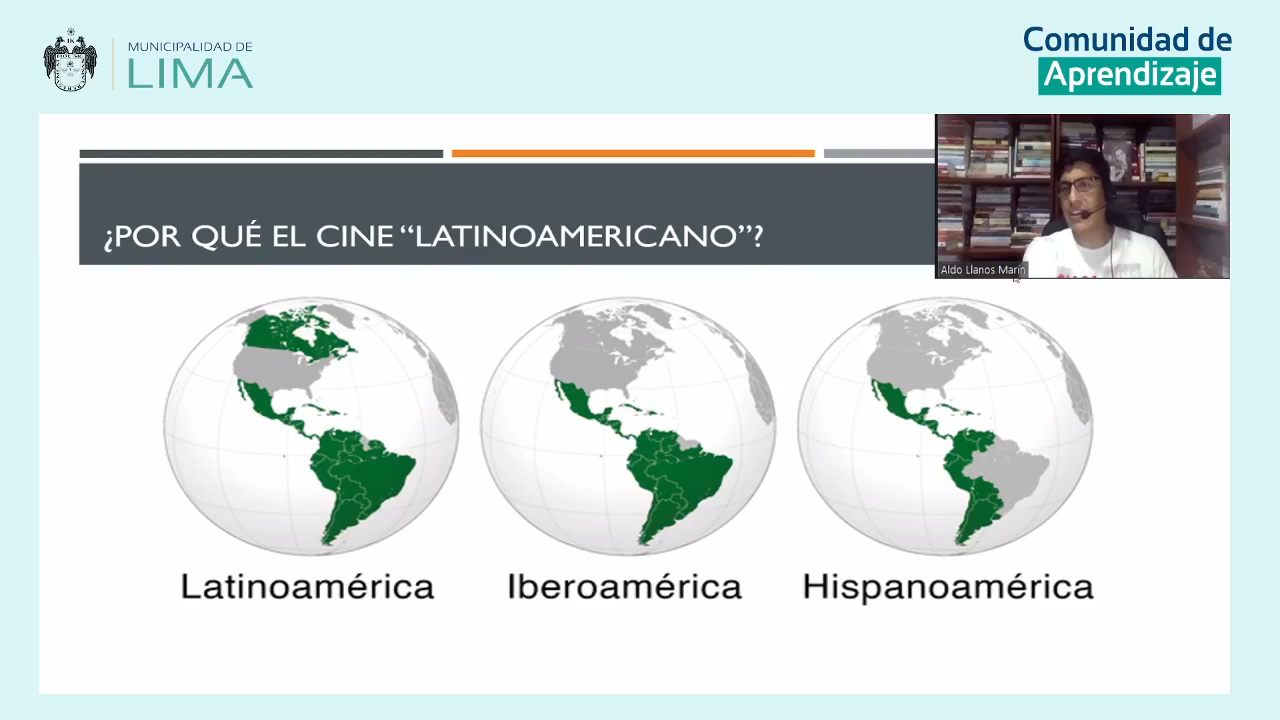 MUNICIPALIDAD DE
LIMA
Comunidad de
Aprendizaje
¿POR QUÉ EL CINE “LATINOAMERICANO”?
Aldo Llanos Marín
Latinoamérica
Iberoamérica
Hispanoamérica